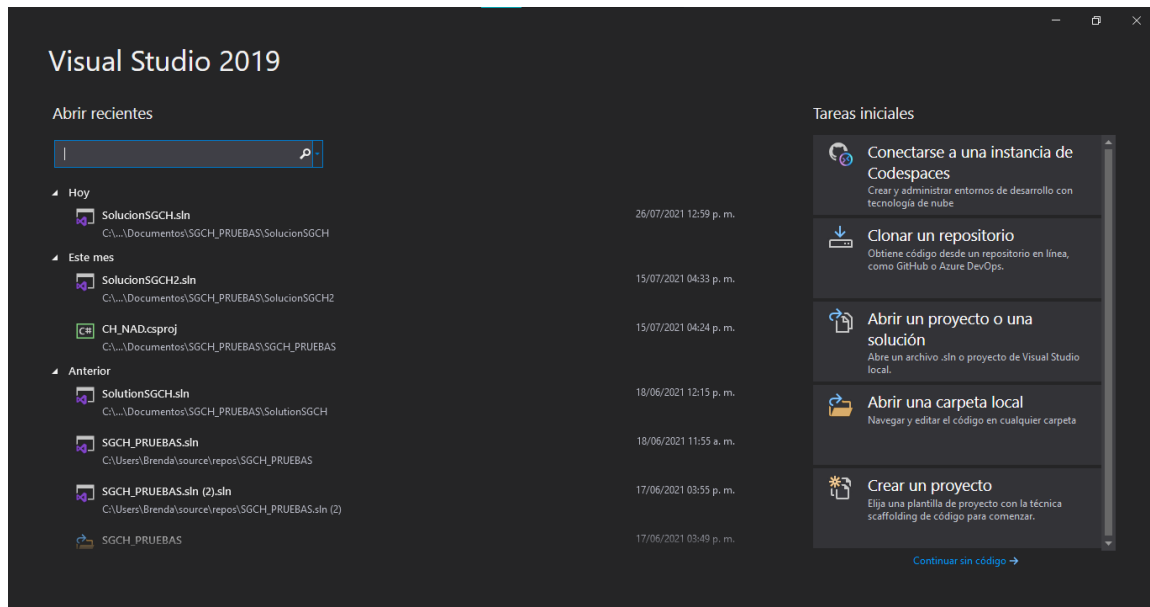 Visual Studio 2019
Abrir recientes
Hoy
SolucionSGCH.sln
26/07/2021 12:59 p. m.
C:\...\Documentos\SGCH_PRUEBAS\SolucionSGCH
Este mes
SolucionSGCH2.sln
15/07/2021 04:33 p. m.
C:\...\Documentos\SGCH_PRUEBAS\SolucionSGCH2
C# CH_NAD.csproj
15/07/2021 04:24 p. m.
C:\...\Documentos\SGCH_PRUEBAS\SGCH_PRUEBAS
Anterior
SolutionSGCH.sln
18/06/2021 12:15 p. m.
C:\...\Documentos\SGCH_PRUEBAS\SolutionSGCH
SGCH_PRUEBAS.sln
18/06/2021 11:55 a. m.
C:\Users\Brenda\source\repos\SGCH_PRUEBAS
SGCH_PRUEBAS.sln (2).sln
17/06/2021 03:55 p. m.
C:\Users\Brenda\source\repos\SGCH_PRUEBAS.sln (2)
SGCH_PRUEBAS
17/06/2021 03:49 p. m.
Tareas iniciales
Conectarse a una instancia de
Codespaces
Crear y administrar entornos de desarrollo con
tecnología de nube
Clonar un repositorio
Obtiene código desde un repositorio en línea,
como GitHub o Azure DevOps.
Abrir un proyecto o una
solución
Abre un archivo .sln o proyecto de Visual Studio
local.
Abrir una carpeta local
Navegar y editar el código en cualquier carpeta
Crear un proyecto
Elija una plantilla de proyecto con la técnica
scaffolding de código para comenzar.
Continuar sin código →